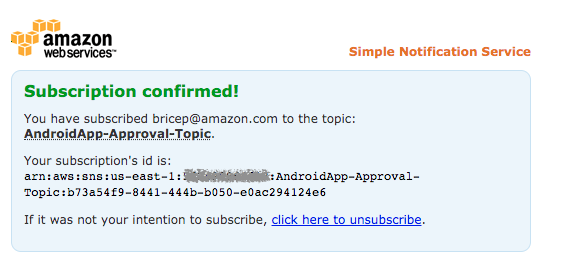 amazon
web services™
Simple Notification Service
Subscription confirmed!
You have subscribed bricep@amazon.com to the topic:
AndroidApp-Approval-Topic.
Your subscription's id is:
arn:aws:sns:us-east-1: :AndroidApp-Approval-
Topic:b73a54f9-8441-444b-b050-e0ac294124e6
If it was not your intention to subscribe, click here to unsubscribe.